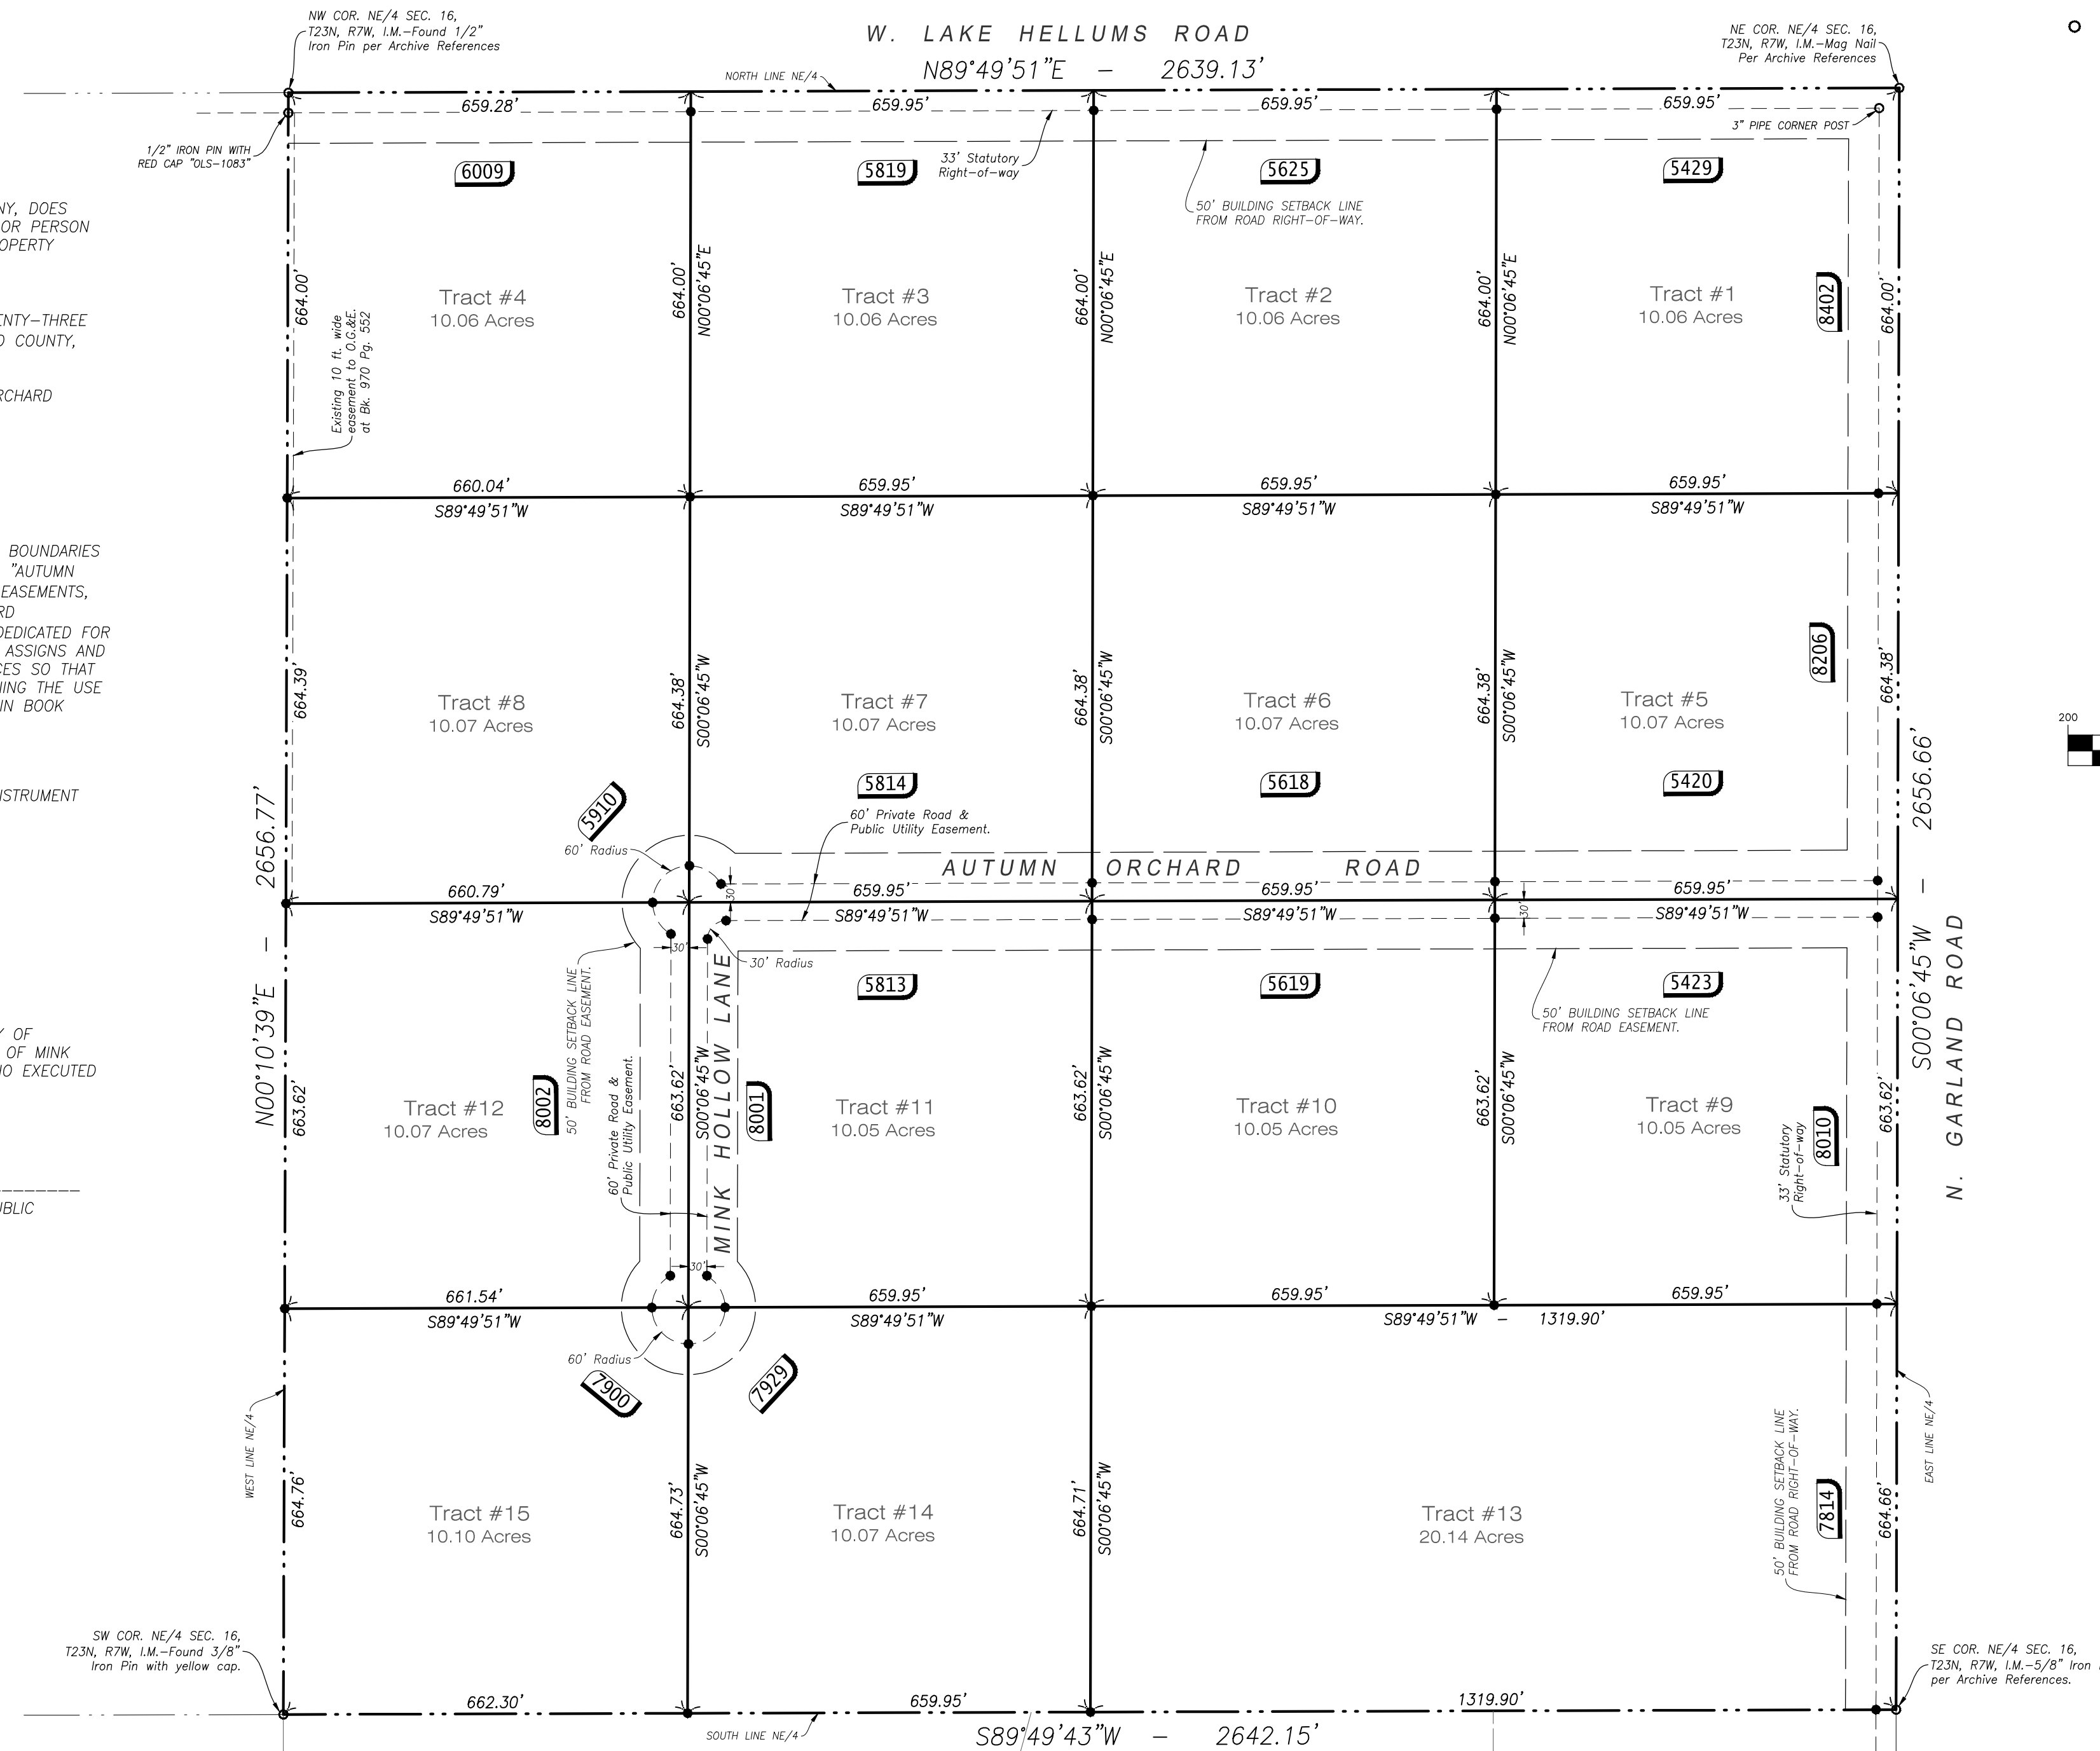 NW COR. NE/4 SEC. 16,
T23N, R7W, I.M.–Found 1/2"
Iron Pin per Archive References
W. LAKE HELLUMS ROAD
N89°49'51"E – 2639.13'
NORTH LINE NE/4
NE COR. NE/4 SEC. 16,
T23N, R7W, I.M.–Mag Nail
Per Archive References
659.28'
659.95'
659.95'
659.95'
1/2" IRON PIN WITH
RED CAP "OLS–1083"
33' Statutory
Right–of–way
3" PIPE CORNER POST
6009
5819
5625
5429
50' BUILDING SETBACK LINE
FROM ROAD RIGHT–OF–WAY.
NY, DOES
OR PERSON
OPERTY
ENTY–THREE
D COUNTY,
RCHARD
664.00'
664.00'
N00°06'45"E
664.00'
N00°06'45"E
664.00'
N00°06'45"E
664.00'
Tract #4
10.06 Acres
Tract #3
10.06 Acres
Tract #2
10.06 Acres
Tract #1
10.06 Acres
8402
Existing 10 ft. wide
easement to O.G.&E.
at Bk. 970 Pg. 552
660.04'
S89°49'51"W
659.95'
S89°49'51"W
659.95'
S89°49'51"W
659.95'
S89°49'51"W
BOUNDARIES
"AUTUMN
EASEMENTS,
RD
DEDICATED FOR
ASSIGNS AND
CES SO THAT
NING THE USE
IN BOOK
NSTRUMENT
664.39'
664.38'
S00°06'45"W
664.38'
S00°06'45"W
664.38'
S00°06'45"W
664.38'
8206
Tract #8
10.07 Acres
Tract #7
10.07 Acres
Tract #6
10.07 Acres
Tract #5
10.07 Acres
200
5910
5814
5618
5420
60' Private Road &
Public Utility Easement.
60' Radius
AUTUMN ORCHARD ROAD
N00°10'39"E – 2656.77'
S00°06'45"W – 2656.66'
N. GARLAND ROAD
660.79'
S89°49'51"W
30'
659.95'
S89°49'51"W
659.95'
S89°49'51"W
30'
659.95'
S89°49'51"W
30'
30' Radius
5813
5619
5423
50' BUILDING SETBACK LINE
FROM ROAD EASEMENT.
50' BUILDING SETBACK LINE
FROM ROAD EASEMENT.
Y OF
OF MINK
HO EXECUTED
UBLIC
663.62'
663.62'
S00°06'45"W
663.62'
S00°06'45"W
663.62'
S00°06'45"W
663.62'
Tract #12
10.07 Acres
8002
60' Private Road &
Public Utility Easement.
MINK HOLLOW LANE
8001
Tract #11
10.05 Acres
Tract #10
10.05 Acres
Tract #9
10.05 Acres
8010
33' Statutory
Right–of–way
30'
661.54'
S89°49'51"W
659.95'
S89°49'51"W
659.95'
659.95'
S89°49'51"W – 1319.90'
60' Radius
7900
7929
WEST LINE NE/4
EAST LINE NE/4
50' BUILDING SETBACK LINE
FROM ROAD RIGHT–OF–WAY.
7814
664.76'
664.73'
S00°06'45"W
664.71'
S00°06'45"W
664.66'
Tract #15
10.10 Acres
Tract #14
10.07 Acres
Tract #13
20.14 Acres
SW COR. NE/4 SEC. 16,
T23N, R7W, I.M.–Found 3/8"
Iron Pin with yellow cap.
SE COR. NE/4 SEC. 16,
T23N, R7W, I.M.–5/8" Iron
per Archive References.
662.30'
659.95'
1319.90'
SOUTH LINE NE/4
S89°49'43"W – 2642.15'